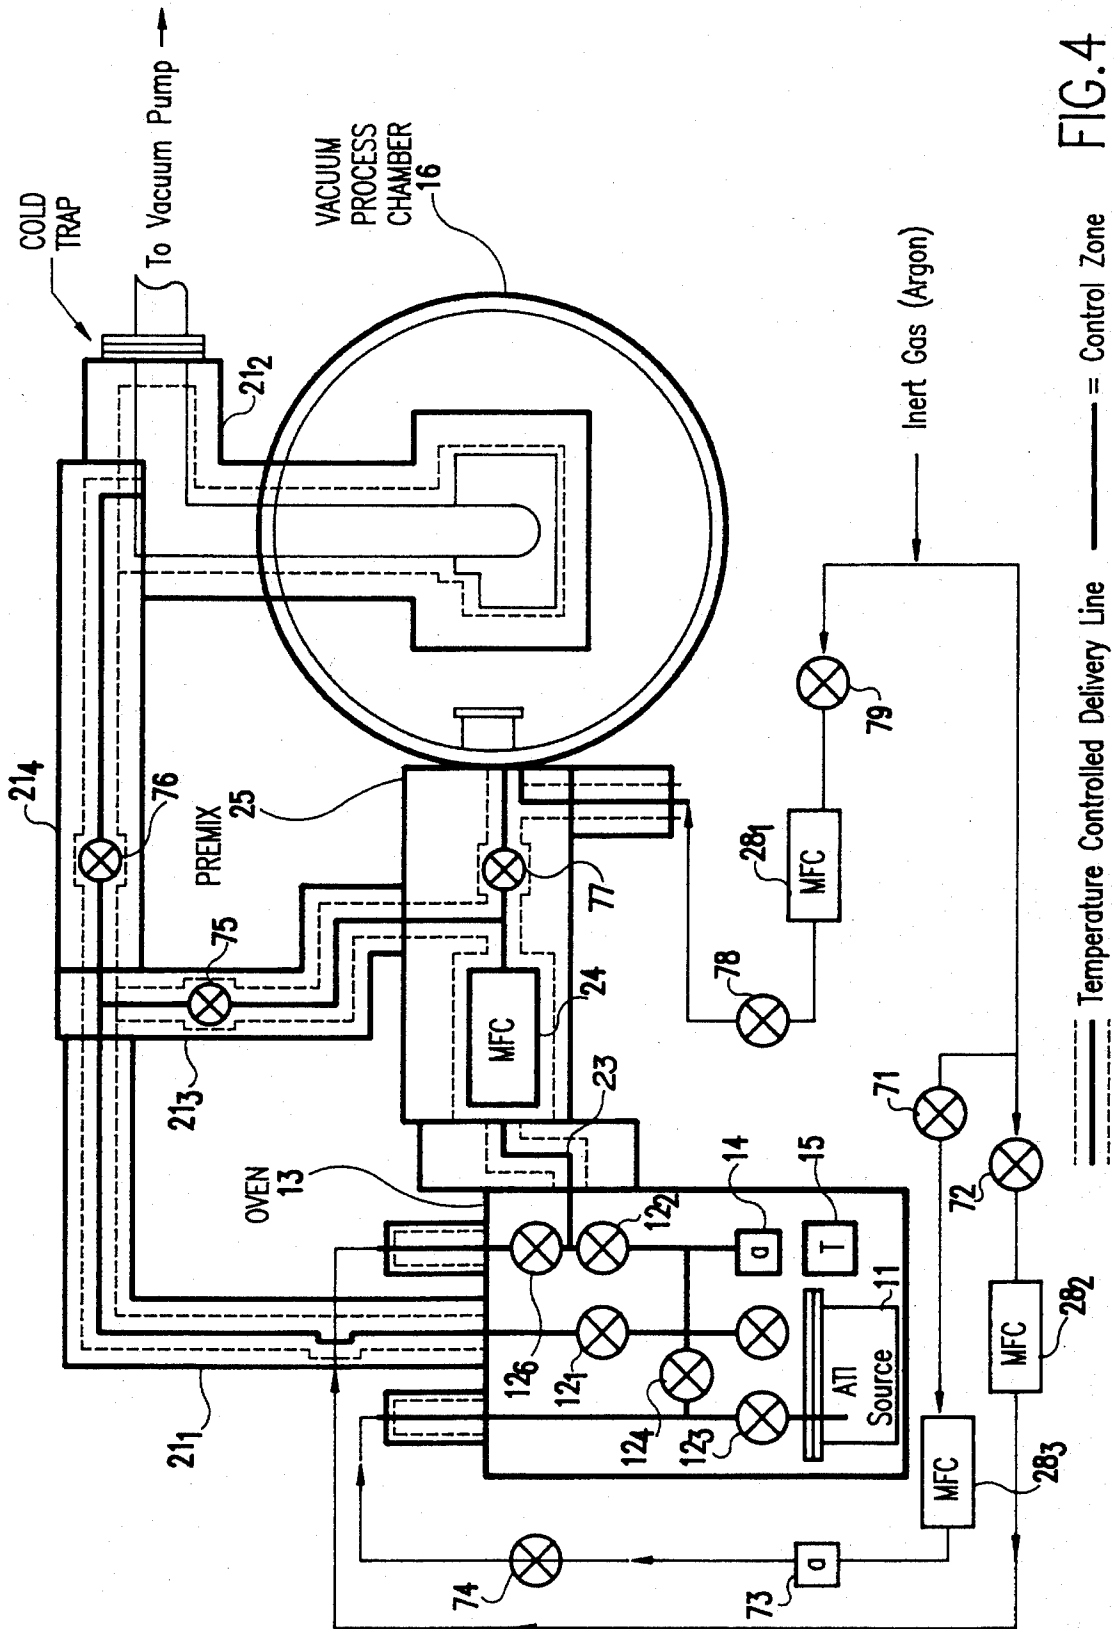 COLD
TRAP
To Vacuum Pump
21₂
VACUUM
PROCESS
CHAMBER
16
21₄
76
PREMIX
25
75
77
21₃
MFC
24
23
OVEN
13
21₁
12₆
12₂
12₁
12₄
12₃
14
a
15
T
11
ATI
Source
74
73
a
MFC
28₃
MFC
28₂
71
72
78
MFC
28₁
79
Inert Gas (Argon)
Temperature Controlled Delivery Line
= Control Zone
FIG.4